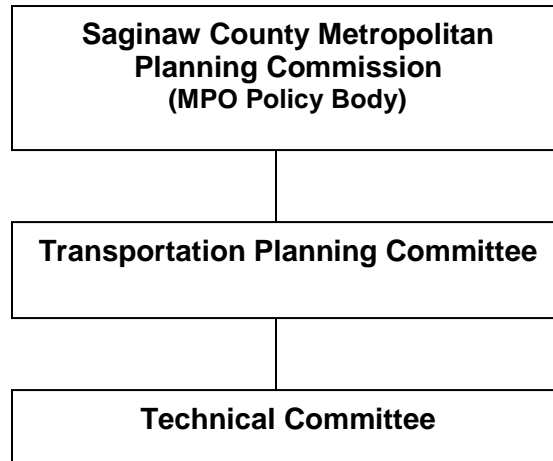 Saginaw County Metropolitan
Planning Commission
(MPO Policy Body)
Transportation Planning Committee
Technical Committee